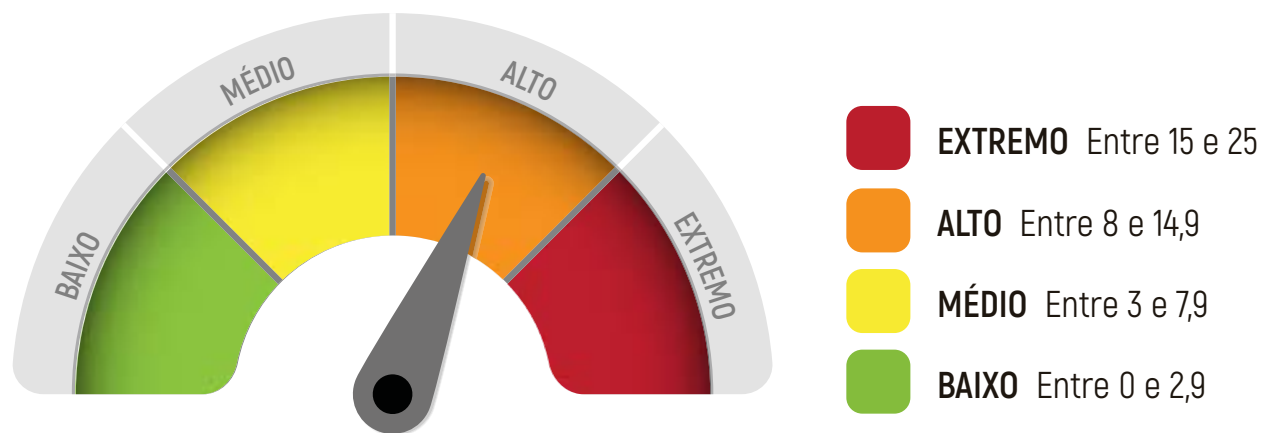 BAIXO
MÉDIO
ALTO
EXTREMO
EXTREMO Entre 15 e 25
ALTO Entre 8 e 14,9
MÉDIO Entre 3 e 7,9
BAIXO Entre 0 e 2,9